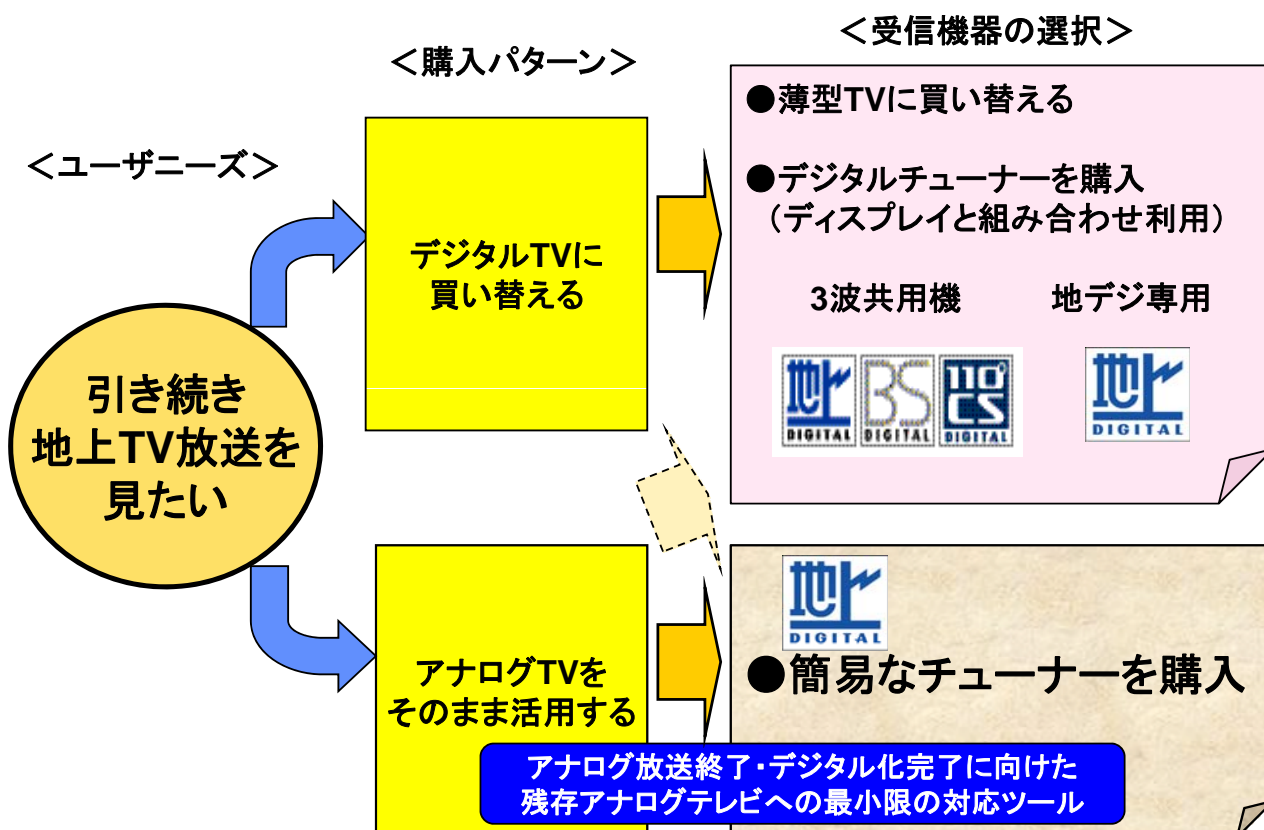 ＜受信機器の選択＞
＜購入パターン＞
＜ユーザニーズ＞
引き続き
地上TV放送を
見たい
デジタルTVに
買い替える
●薄型TVに買い替える
●デジタルチューナーを購入
（ディスプレイと組み合わせ利用）
3波共用機
地デジ専用
地上
DIGITAL
BS
DIGITAL
110°
CS
DIGITAL
地上
DIGITAL
アナログTVを
そのまま活用する
地上
DIGITAL
●簡易なチューナーを購入
アナログ放送終了・デジタル化完了に向けた
残存アナログテレビへの最小限の対応ツール